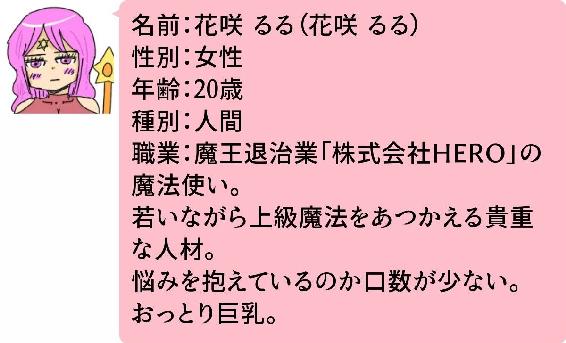 名前：花咲 るる（花咲 るる）
性別：女性
年齢：20歳
種別：人間
職業：魔王退治業「株式会社HERO」の
魔法使い。
若いながら上級魔法をあつかえる貴重
な人材。
悩みを抱えているのか口数が少ない。
おっとり巨乳。